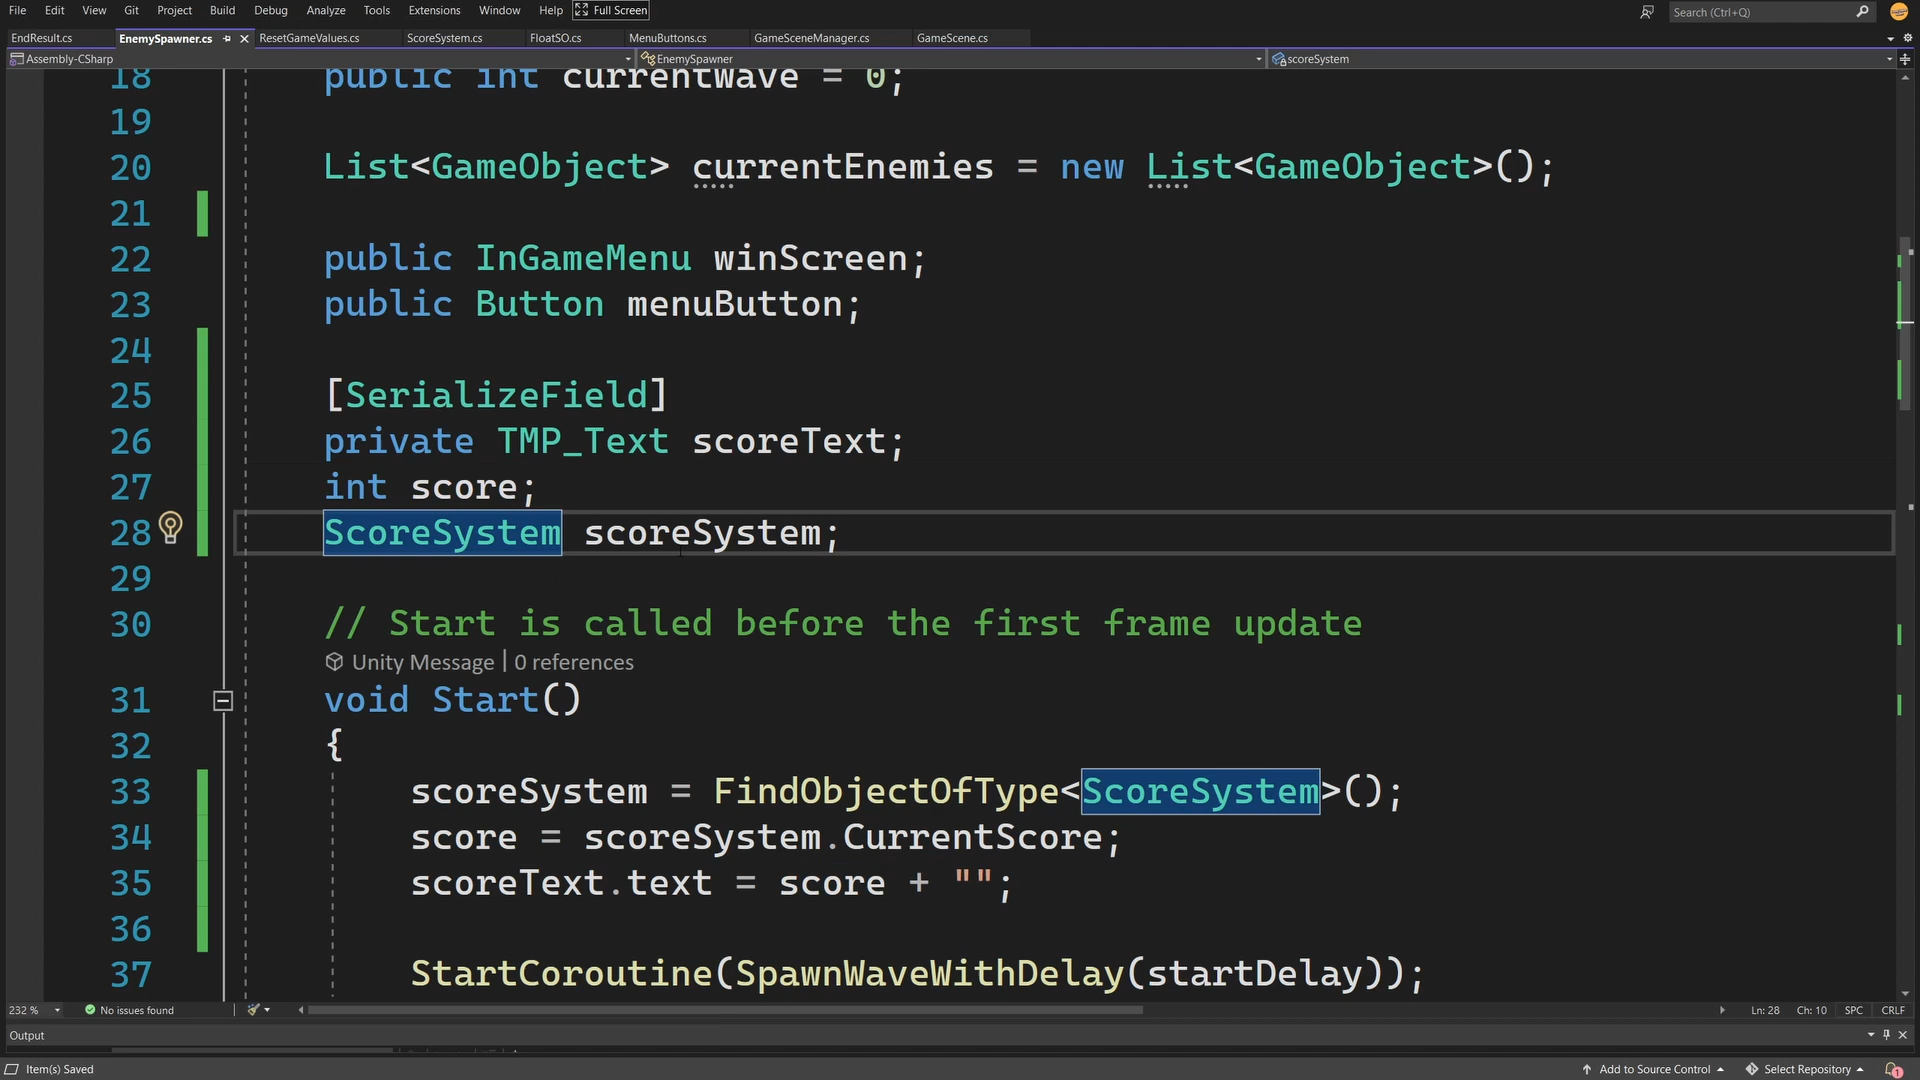 File Edit View Git Project Build Debug Analyze Tools Extensions Window Help Full Screen Search (Ctrl+Q)
EndResult.cs EnemySpawner.cs ResetGameValues.cs ScoreSystem.cs FloatSO.cs MenuButtons.cs GameSceneManager.cs GameScene.cs
Assembly-CSharp EnemySpawner scoreSystem
18 public int currentWave = 0;
19
20 List<GameObject> currentEnemies = new List<GameObject>();
21
22 public InGameMenu winScreen;
23 public Button menuButton;
24
25 [SerializeField]
26 private TMP_Text scoreText;
27 int score;
28 ScoreSystem scoreSystem;
29
30 // Start is called before the first frame update
Unity Message | 0 references
31 void Start()
32 {
33 scoreSystem = FindObjectOfType<ScoreSystem>();
34 score = scoreSystem.CurrentScore;
35 scoreText.text = score + "";
36
37 StartCoroutine(SpawnWaveWithDelay(startDelay));
232 % No issues found Ln: 28 Ch: 10 SPC CRLF
Output
Item(s) Saved Add to Source Control Select Repository 1